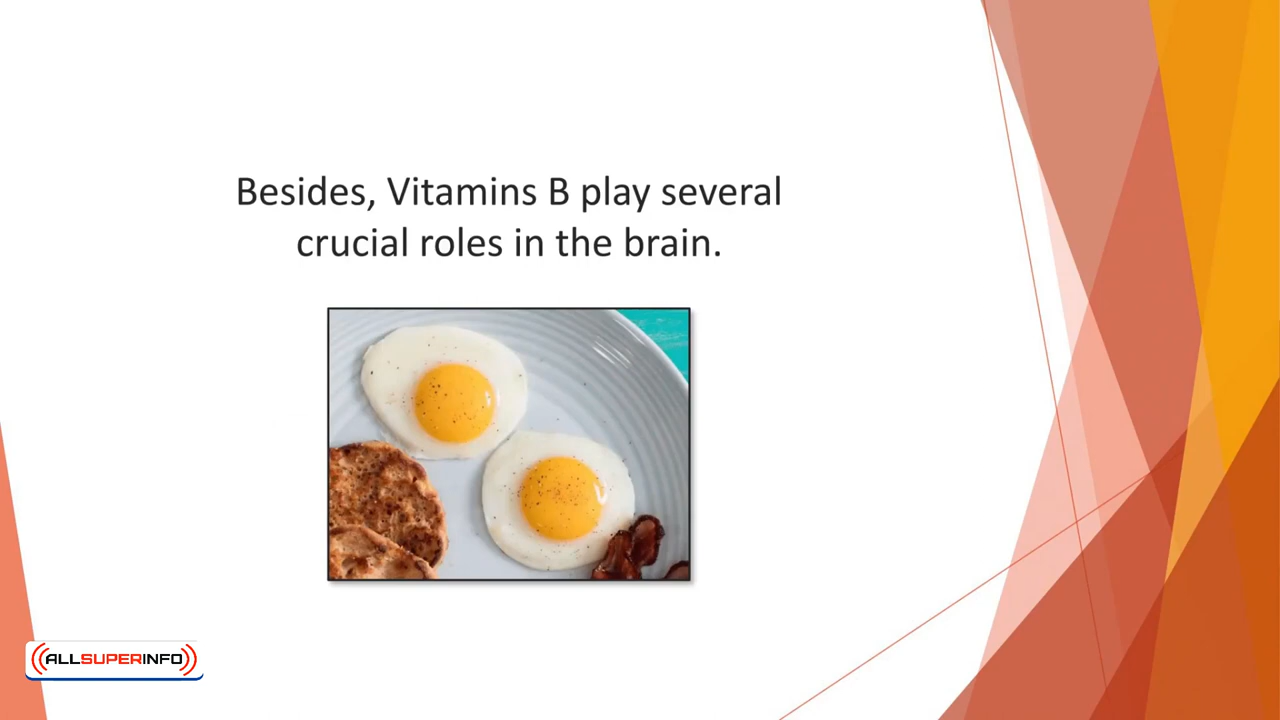 Besides, Vitamins B play several
crucial roles in the brain.
ALLSUPERINFO